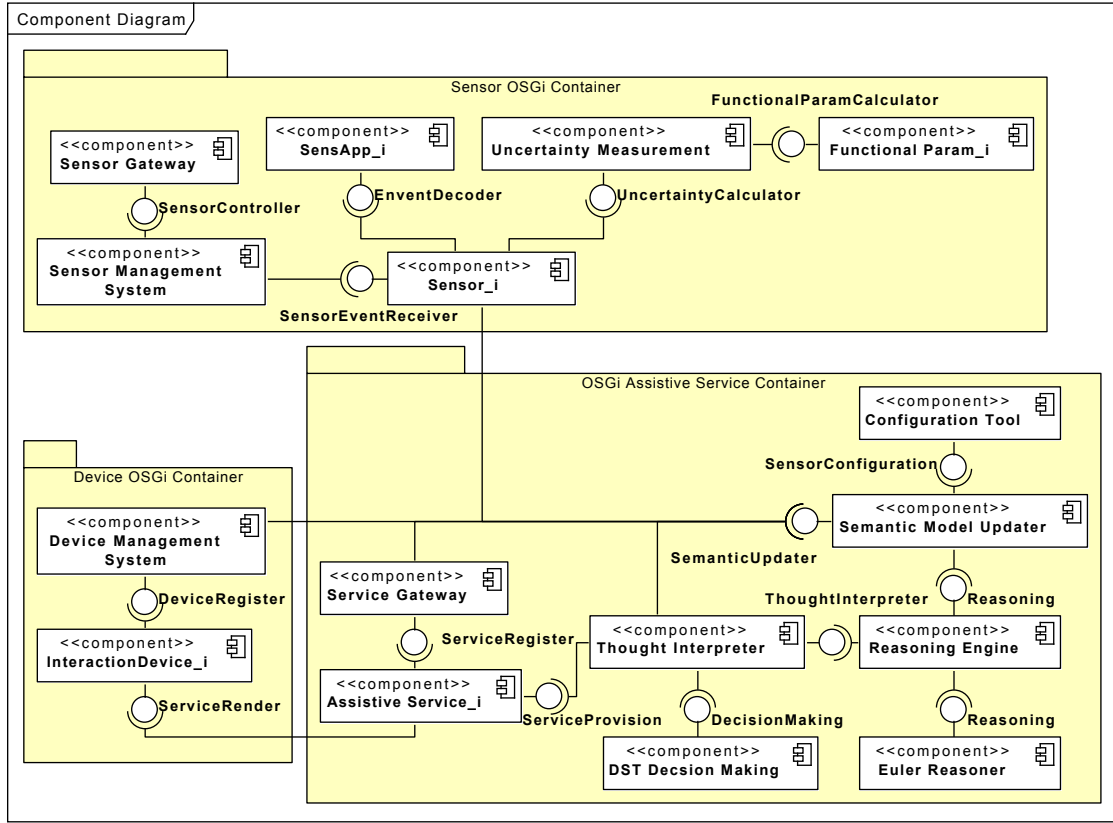 Component Diagram
Sensor OSGi Container
FunctionalParamCalculator
<<component>>
Sensor Gateway
<<component>>
SensApp_i
<<component>>
Uncertainty Measurement
<<component>>
Functional Param_i
SensorController
EnventDecoder
UncertaintyCalculator
<<component>>
Sensor Management
System
<<component>>
Sensor_i
SensorEventReceiver
OSGi Assistive Service Container
<<component>>
Configuration Tool
SensorConfiguration
Device OSGi Container
<<component>>
Device Management
System
<<component>>
Semantic Model Updater
SemanticUpdater
<<component>>
Service Gateway
DeviceRegister
ThoughtInterpreter
Reasoning
<<component>>
InteractionDevice_i
ServiceRegister
<<component>>
Thought Interpreter
<<component>>
Reasoning Engine
<<component>>
Assistive Service_i
ServiceRender
ServiceProvision
DecisionMaking
Reasoning
<<component>>
DST Decsion Making
<<component>>
Euler Reasoner